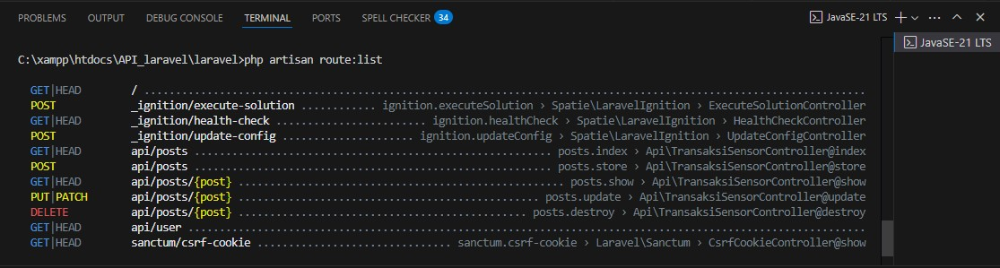 PROBLEMS OUTPUT DEBUG CONSOLE TERMINAL PORTS SPELL CHECKER 34 JavaSE-21 LTS
JavaSE-21 LTS
C:\xampp\htdocs\API_laravel\laravel>php artisan route:list
GET|HEAD / ....................................................................................................
POST _ignition/execute-solution ............ ignition.executeSolution › Spatie\LaravelIgnition › ExecuteSolutionController
GET|HEAD _ignition/health-check ...................... ignition.healthCheck › Spatie\LaravelIgnition › HealthCheckController
POST _ignition/update-config ................... ignition.updateConfig › Spatie\LaravelIgnition › UpdateConfigController
GET|HEAD api/posts .................................................... posts.index › Api\TransaksiSensorController@index
POST api/posts .................................................... posts.store › Api\TransaksiSensorController@store
GET|HEAD api/posts/{post} ............................................... posts.show › Api\TransaksiSensorController@show
PUT|PATCH api/posts/{post} ........................................... posts.update › Api\TransaksiSensorController@update
DELETE api/posts/{post} ......................................... posts.destroy › Api\TransaksiSensorController@destroy
GET|HEAD api/user ....................................................................................................
GET|HEAD sanctum/csrf-cookie ............................... sanctum.csrf-cookie › Laravel\Sanctum › CsrfCookieController@show